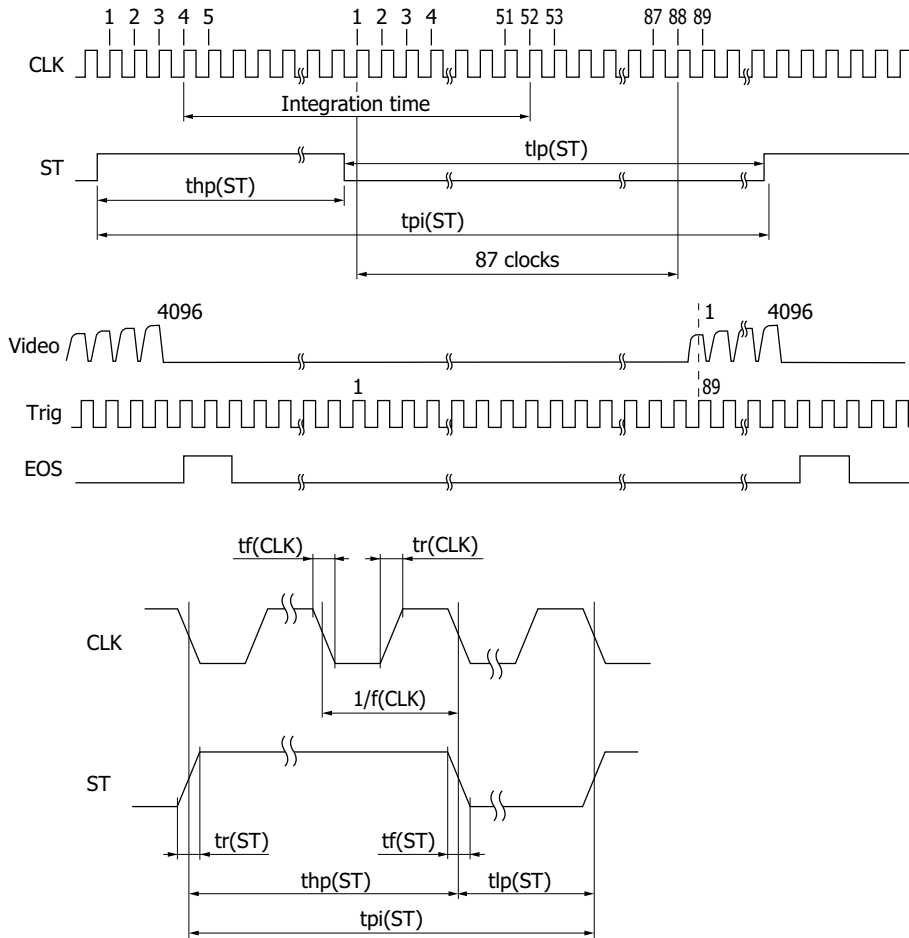 1 2 3 4 5 1 2 3 4 51 52 53 87 88 89
CLK
Integration time
ST
tlp(ST)
thp(ST)
tpi(ST)
87 clocks
4096 1 4096
Video
1 89
Trig
EOS
tf(CLK) tr(CLK)
CLK
1/f(CLK)
ST
tr(ST) tf(ST)
thp(ST) tlp(ST)
tpi(ST)